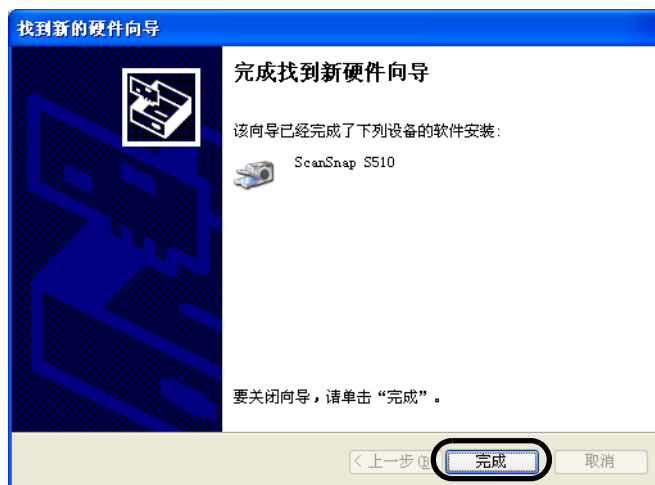 找到新的硬件向导
完成找到新硬件向导
该向导已经完成了下列设备的软件安装:
ScanSnap S510
要关闭向导，请单击“完成”。
< 上一步(B) 完成 取消